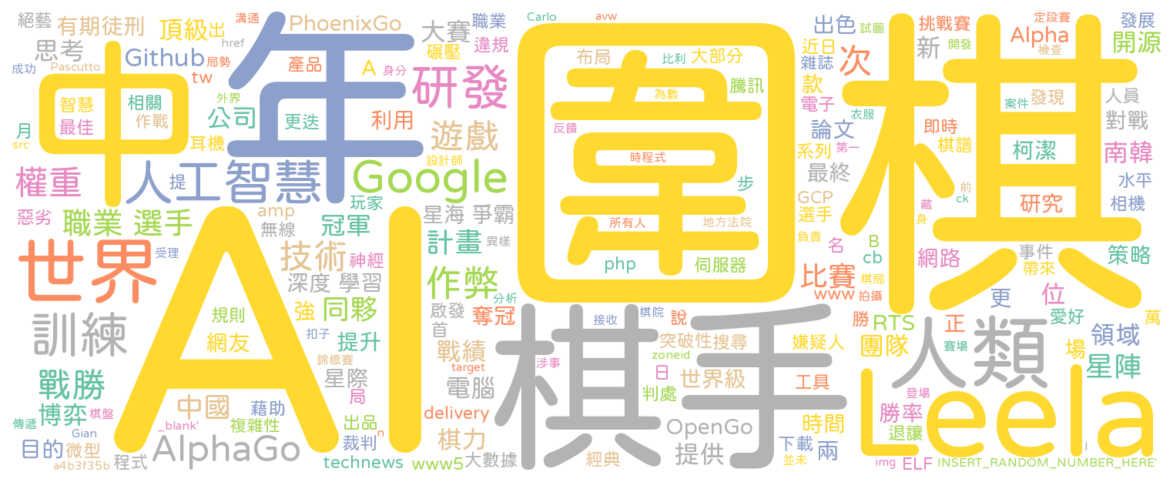 絕藝 有期徒刑 頂級 出 PhoenixGo 大賽 職業 溝通 Carlo avw 出色 挑戰賽 定段賽 發展
思考 Github href 產品 碾壓 違規 布局 大部分 比利 近日 試圖 新 Alpha 開源
成功 Pascutto tw 局勢 A 身分 研發 騰訊 雜誌 次 開發 檢查
中年 圍棋
智慧 相關 外界 為數 款 電子 衣服 案件 發現 人員
最佳 作戰 公司 更迭 利用 遊戲 反饋 時程式 論文 即時 對戰
月 src 耳機 設計師 系列 第一 棋譜 柯潔 南韓
權重 人工智慧 提 Google 步 最終 水平
惡劣 職業 選手 amp 無線 玩家 冠軍 星海 爭霸 所有人 地方法院 GCP 選手 前 ck 藏 身 研究 相機
世界 AI 受理 技術 神經 計畫 異樣 php 伺服器 負責 名 B cb 棋局 網路 事件 帶來 策略
深度 學習 作弊 比賽 www 拍攝 更 位 愛好 萬
訓練 規則 強 同夥 分析 啟發 首 奪冠 接收 棋院 說 突破性 搜尋 嫌疑人 勝 RTS 正 賽場 場 領域
網友 扣子 提升 戰績 棋手 涉事 zoneid 日 團隊 人類 星陣
戰勝 錦標賽 星際 局 target 電腦 判處 世界級 工具 Leela
博弈 棋盤 中國 藉助 出品 n delivery 時間 勝率 登場 退讓
傳遞 Gian _blank' 複雜性 裁判 棋力 OpenGo 下載 兩
目的 微型 AlphaGo technews www5 大數據 經典 提供 並未 img ELF INSERT_RANDOM_NUMBER_HERE'
a4b3f35b 程式